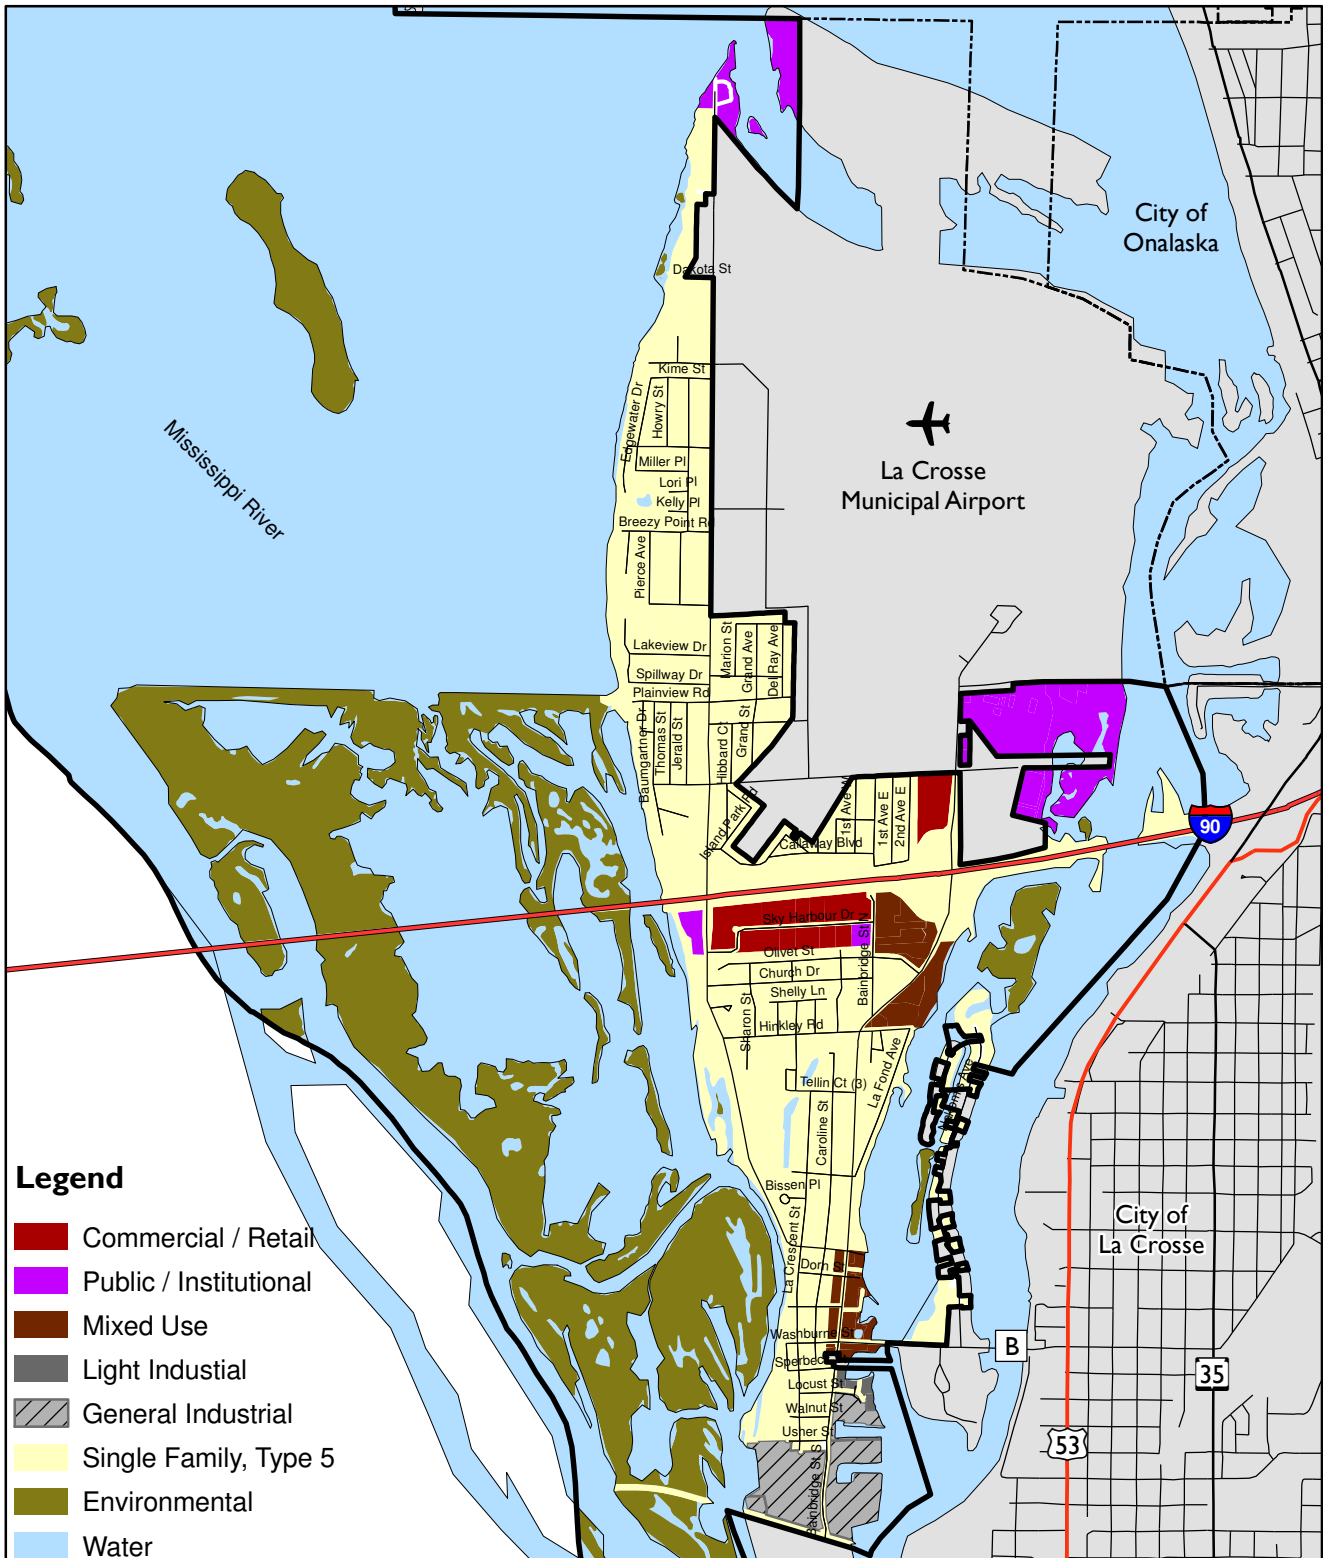 City of
Onalaska
Dakota St
Kime St
Edgewater Dr
Howry St
Mississippi River
La Crosse
Municipal Airport
Miller Pl
Lori Pl
Kelly Pl
Breezy Point Rd
Pierce Ave
Lakeview Dr
Marion St
Grand Ave
Del Ray Ave
Spillway Dr
Plainview Rd
Baumgartner Dr
Thomas St
Jerald St
Hibbard Ct
Grand St
Island Park Rd
1st Ave W
1st Ave E
2nd Ave E
Callaway Blvd
90
Sky Harbour Dr
Bainbridge St N
Olivet St
Church Dr
Shelly Ln
Sharon St
Hinkley Rd
La Fond Ave
Tellin Ct (3)
Caroline St
Bissen Pl
La Crescent St
Dorn St
Washburne St
Locust St
Walnut St
Usher St
Bainbridge St S
B
City of
La Crosse
35
53
Legend
Commercial / Retail
Public / Institutional
Mixed Use
Light Industial
General Industrial
Single Family, Type 5
Environmental
Water